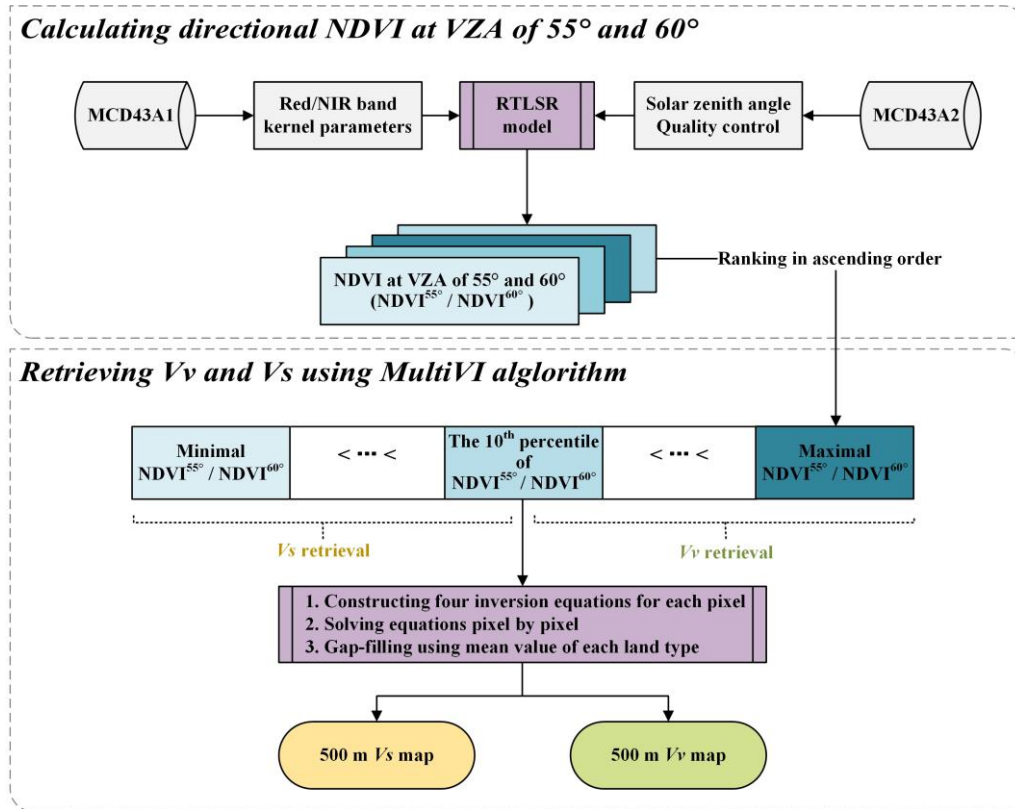 Calculating directional NDVI at VZA of 55° and 60°
MCD43A1
Red/NIR band
kernel parameters
RTLSR
model
Solar zenith angle
Quality control
MCD43A2
NDVI at VZA of 55° and 60°
(NDVI⁵⁵° / NDVI⁶⁰° )
Ranking in ascending order
Retrieving Vv and Vs using MultiVI alglorithm
Minimal
NDVI⁵⁵° / NDVI⁶⁰°
< ··· <
The 10ᵗʰ percentile
of
NDVI⁵⁵° / NDVI⁶⁰°
< ··· <
Maximal
NDVI⁵⁵° / NDVI⁶⁰°
Vs retrieval
Vv retrieval
1. Constructing four inversion equations for each pixel
2. Solving equations pixel by pixel
3. Gap-filling using mean value of each land type
500 m Vs map
500 m Vv map